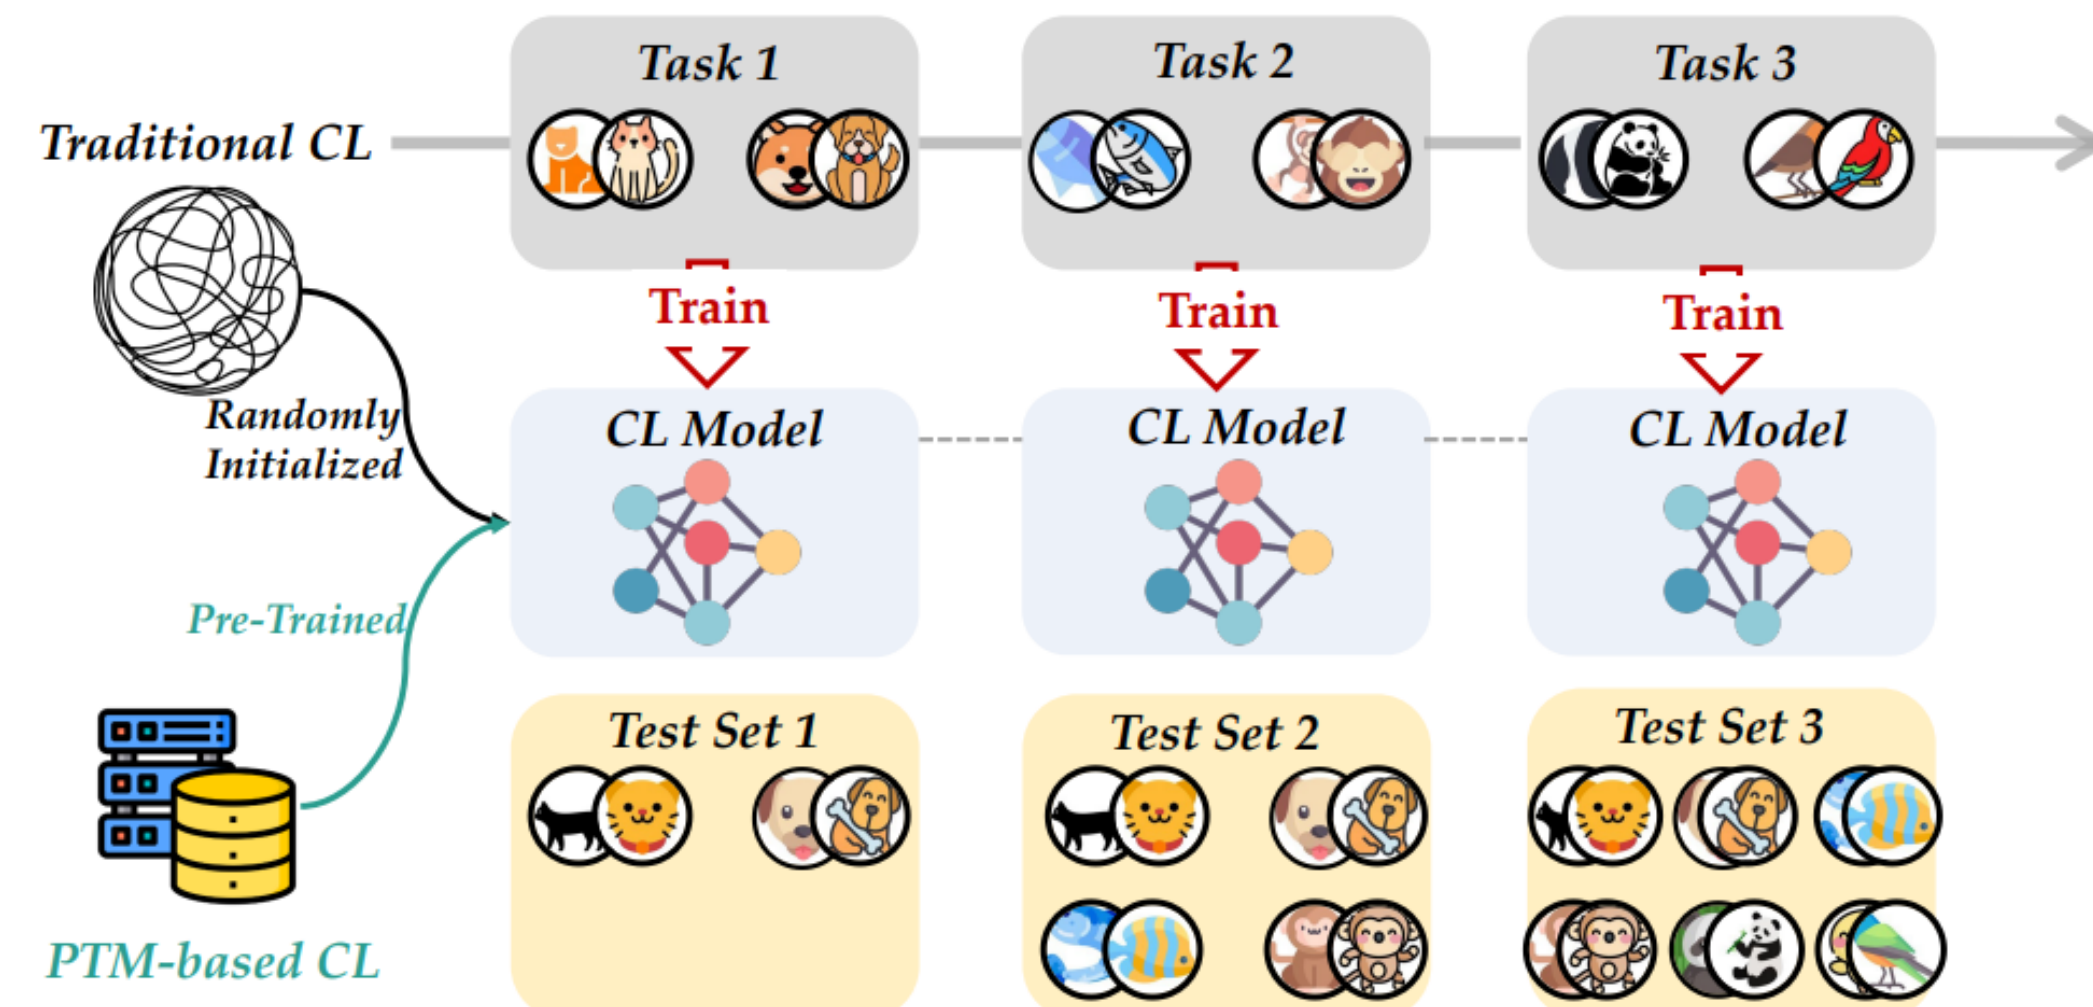 Task 1
Task 2
Task 3
Traditional CL
Train
Train
Train
Randomly
Initialized
CL Model
CL Model
CL Model
Pre-Trained
Test Set 1
Test Set 2
Test Set 3
PTM-based CL